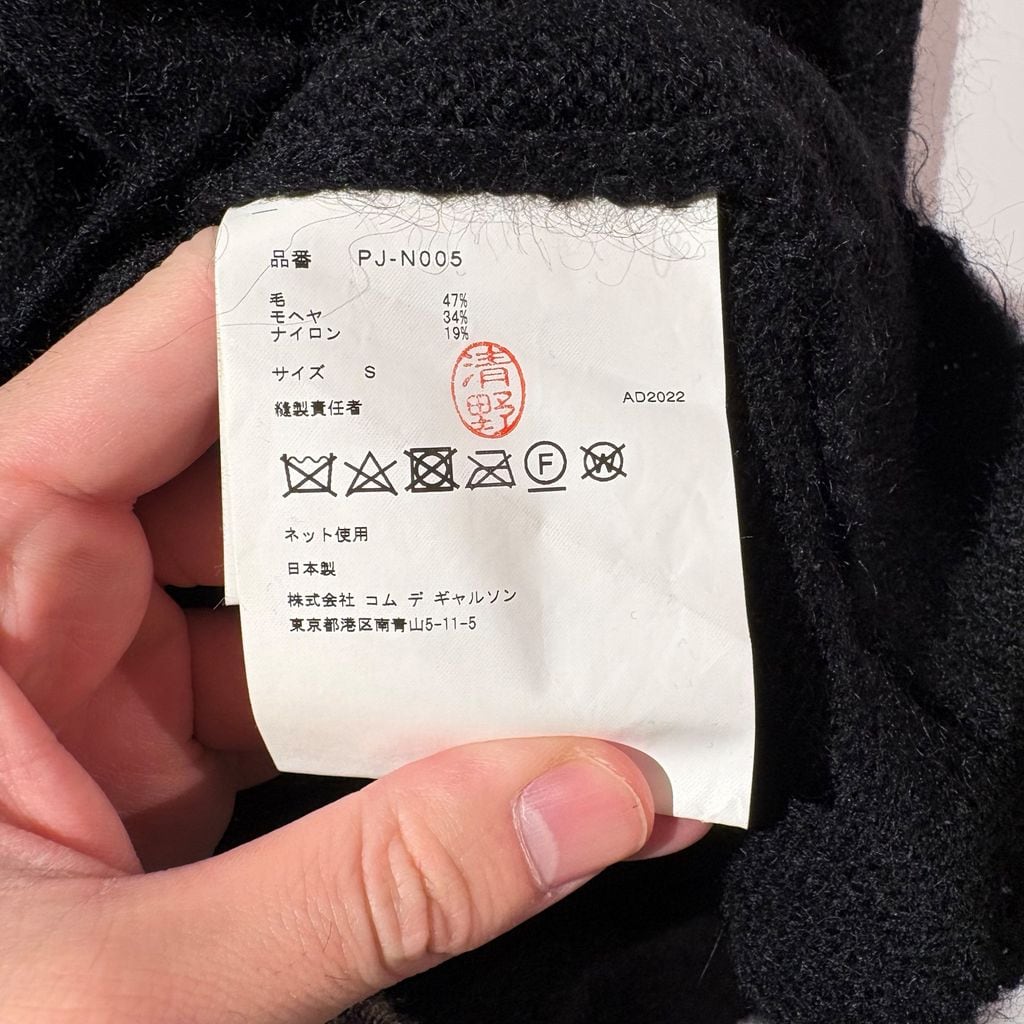 品番 PJ-N005
毛 47%
モヘヤ 34%
ナイロン 19%
サイズ S
縫製責任者 清野
AD2022
F W
ネット使用
日本製
株式会社 コム デ ギャルソン
東京都港区南青山5-11-5